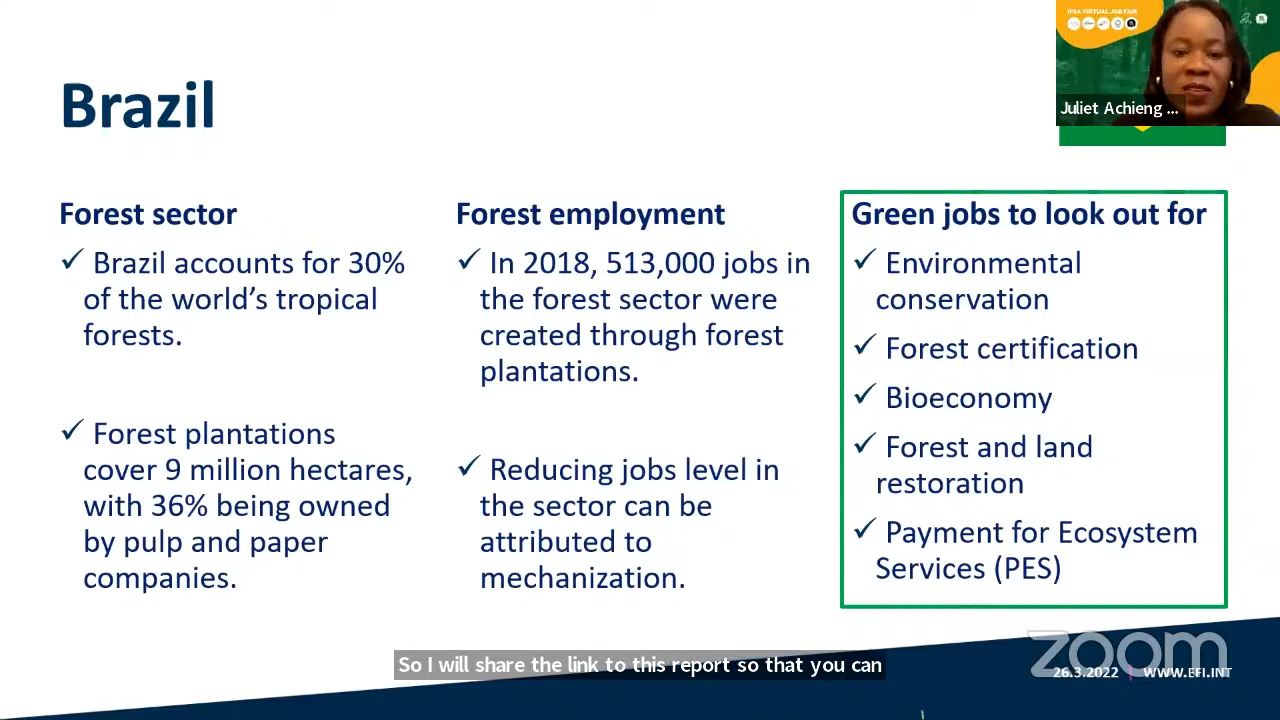 IFSA VIRTUAL JOB FAIR
Juliet Achieng ...
Brazil
Forest sector
✓ Brazil accounts for 30%
of the world's tropical
forests.
✓ Forest plantations
cover 9 million hectares,
with 36% being owned
by pulp and paper
companies.
Forest employment
✓ In 2018, 513,000 jobs in
the forest sector were
created through forest
plantations.
✓ Reducing jobs level in
the sector can be
attributed to
mechanization.
Green jobs to look out for
✓ Environmental
conservation
✓ Forest certification
✓ Bioeconomy
✓ Forest and land
restoration
✓ Payment for Ecosystem
Services (PES)
So I will share the link to this report so that you can
zoom
26.3.2022 | WWW.EFI.INT